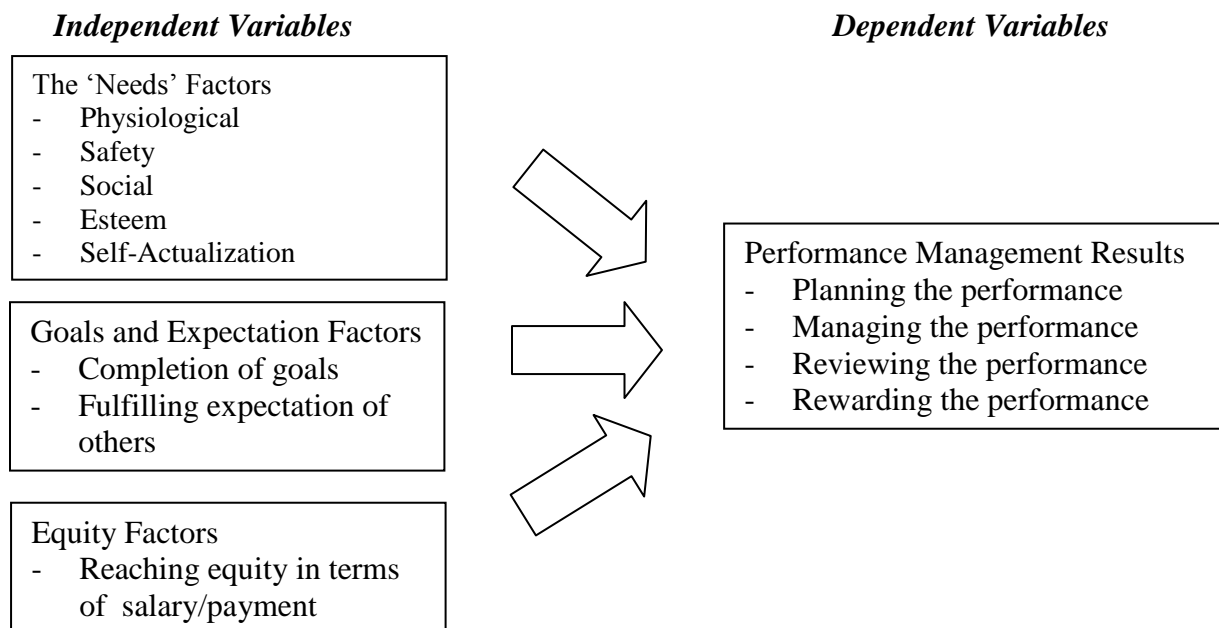 Independent Variables
Dependent Variables
The ‘Needs’ Factors
- Physiological
- Safety
- Social
- Esteem
- Self-Actualization
Goals and Expectation Factors
- Completion of goals
- Fulfilling expectation of
others
Equity Factors
- Reaching equity in terms
of salary/payment
Performance Management Results
- Planning the performance
- Managing the performance
- Reviewing the performance
- Rewarding the performance